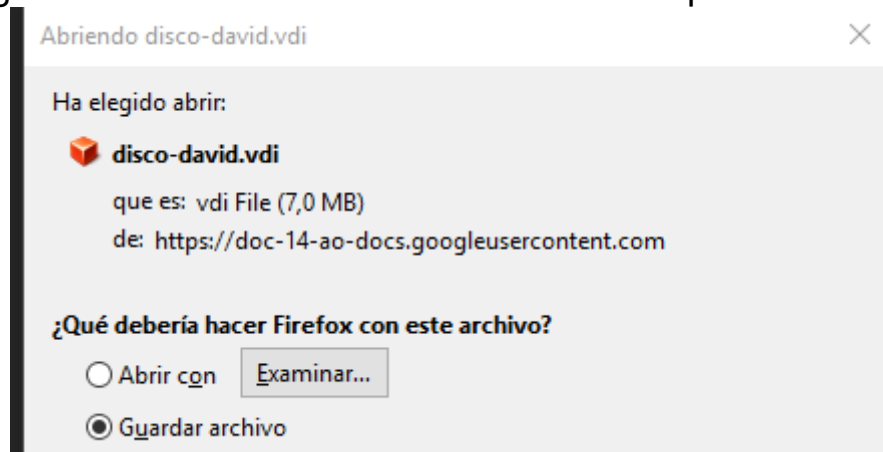 Abriendo disco-david.vdi
Ha elegido abrir:
disco-david.vdi
que es: vdi File (7,0 MB)
de: https://doc-14-ao-docs.googleusercontent.com
¿Qué debería hacer Firefox con este archivo?
Abrir con Examinar...
Guardar archivo